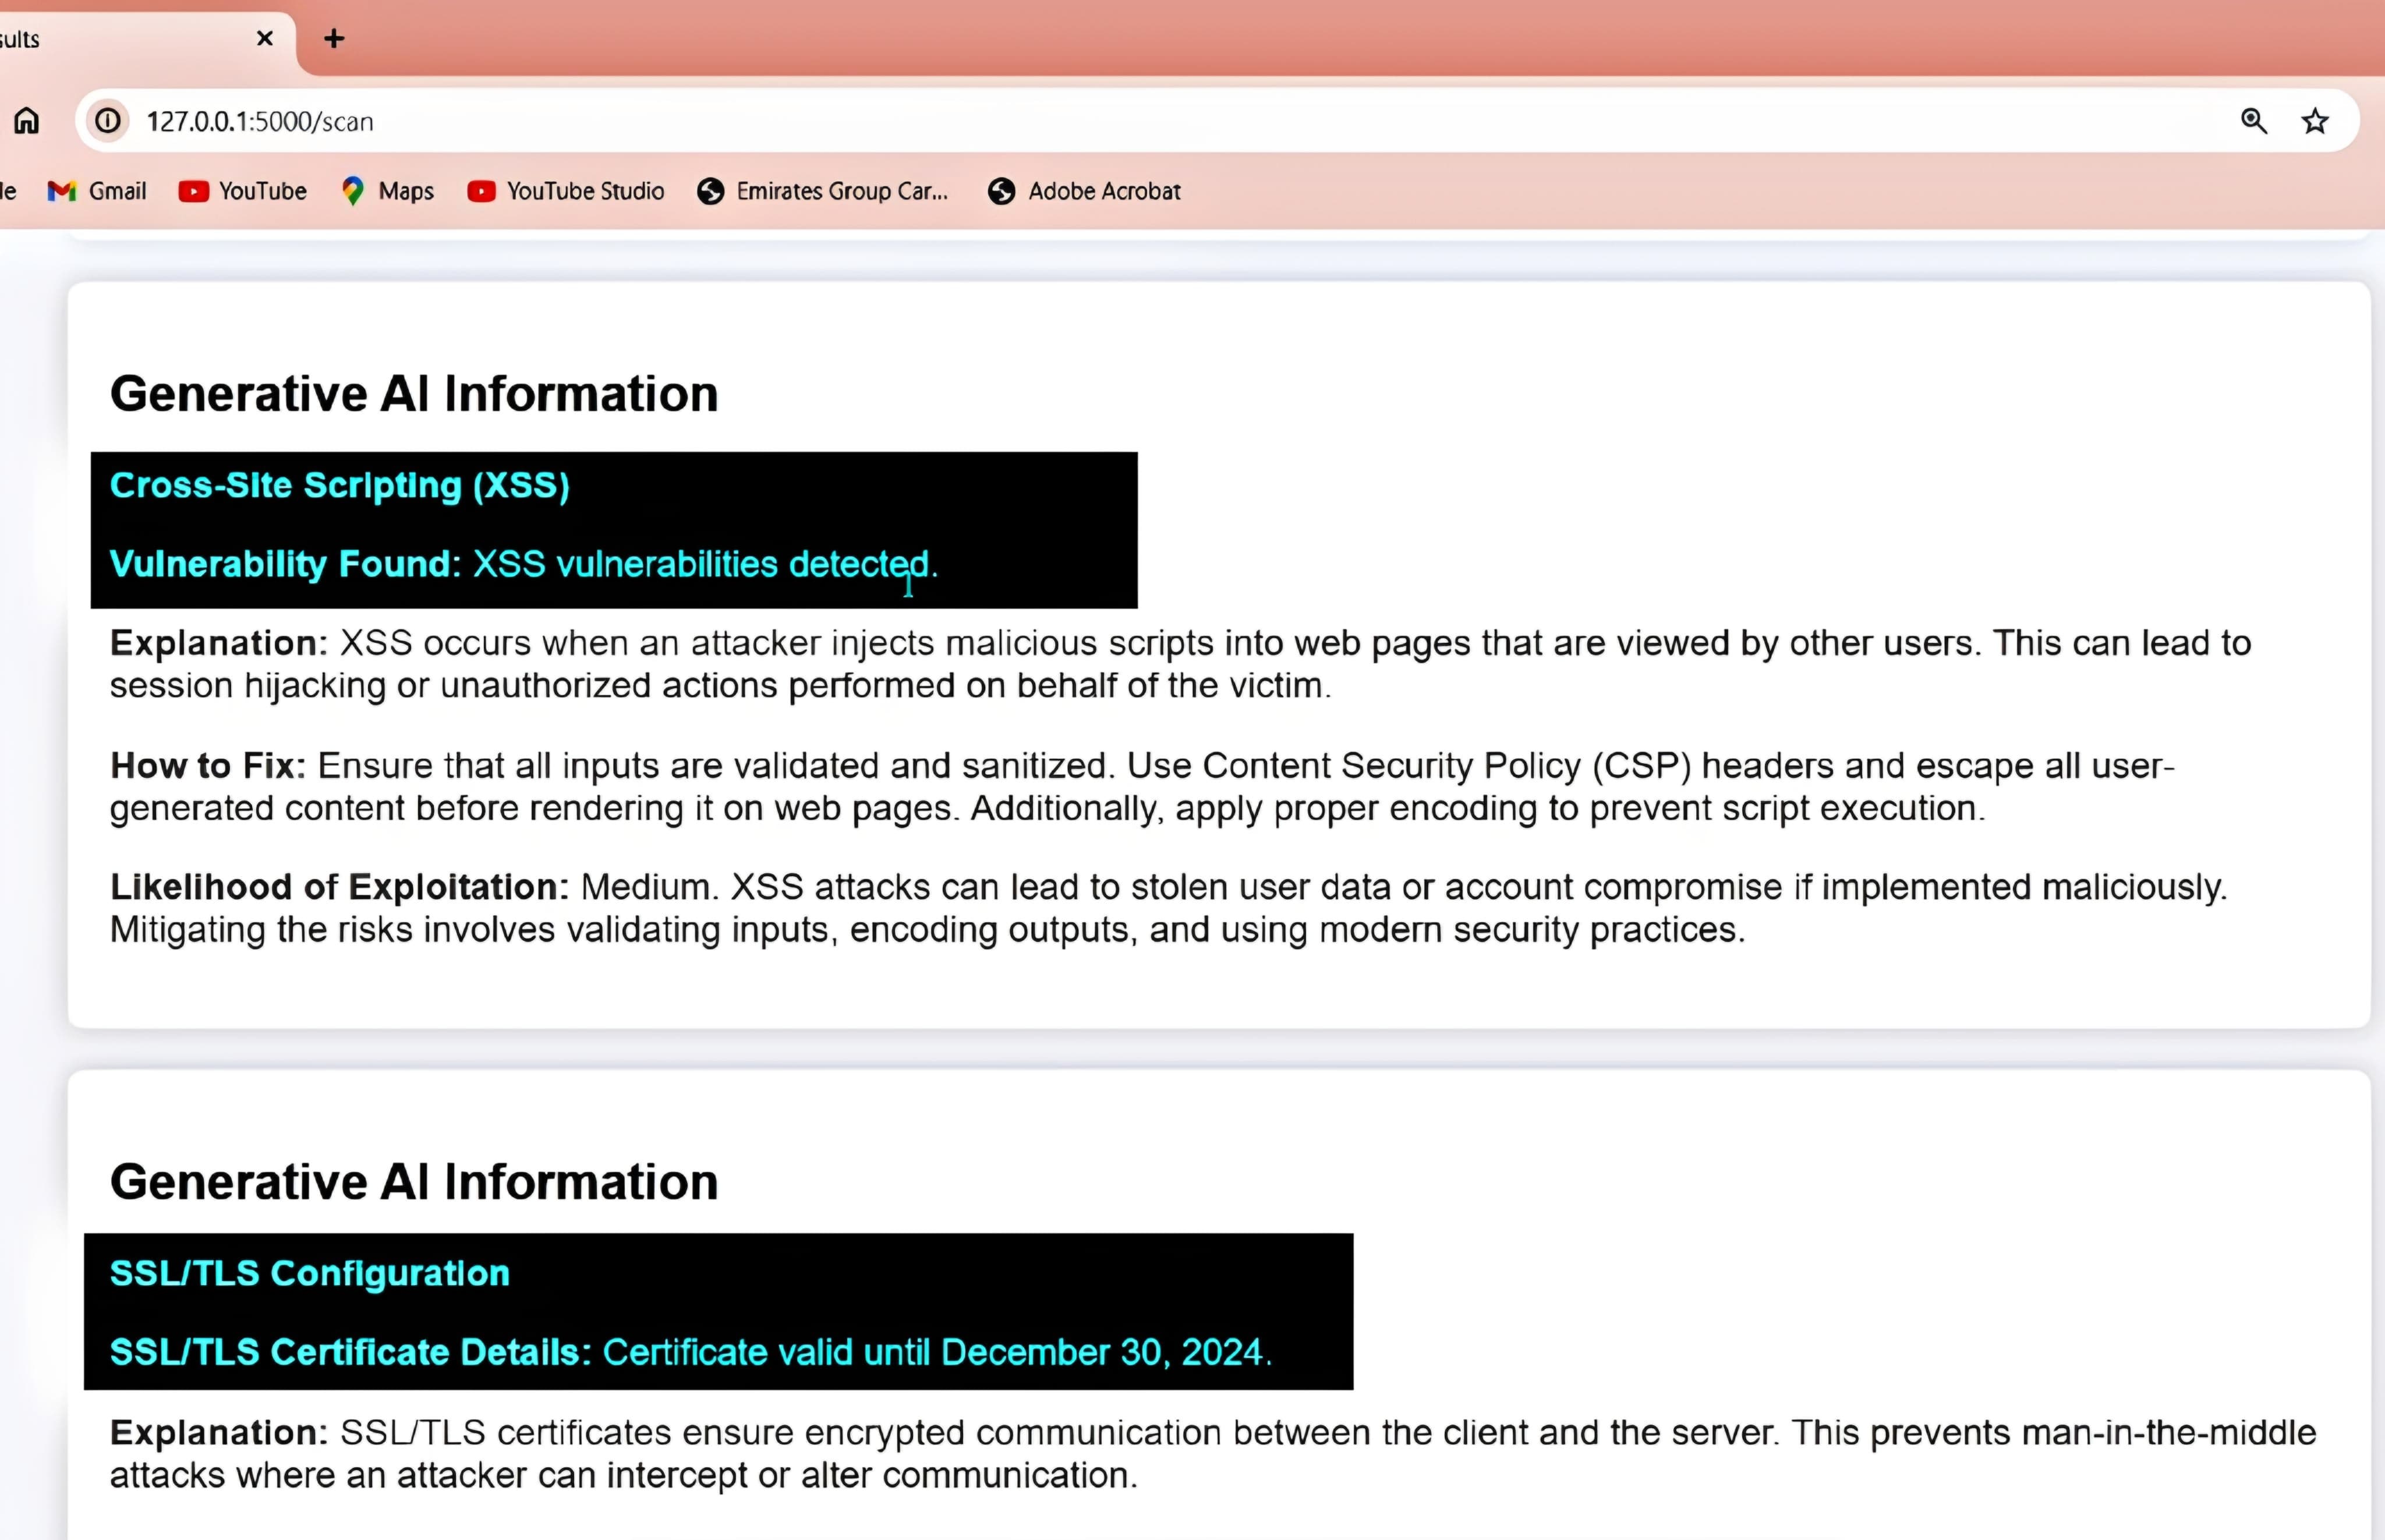 sults
127.0.0.1:5000/scan
le Gmail YouTube Maps YouTube Studio Emirates Group Car... Adobe Acrobat
Generative AI Information
Cross-Site Scripting (XSS)
Vulnerability Found: XSS vulnerabilities detected.
Explanation: XSS occurs when an attacker injects malicious scripts into web pages that are viewed by other users. This can lead to
session hijacking or unauthorized actions performed on behalf of the victim.
How to Fix: Ensure that all inputs are validated and sanitized. Use Content Security Policy (CSP) headers and escape all user-
generated content before rendering it on web pages. Additionally, apply proper encoding to prevent script execution.
Likelihood of Exploitation: Medium. XSS attacks can lead to stolen user data or account compromise if implemented maliciously.
Mitigating the risks involves validating inputs, encoding outputs, and using modern security practices.
Generative AI Information
SSL/TLS Configuration
SSL/TLS Certificate Details: Certificate valid until December 30, 2024.
Explanation: SSL/TLS certificates ensure encrypted communication between the client and the server. This prevents man-in-the-middle
attacks where an attacker can intercept or alter communication.